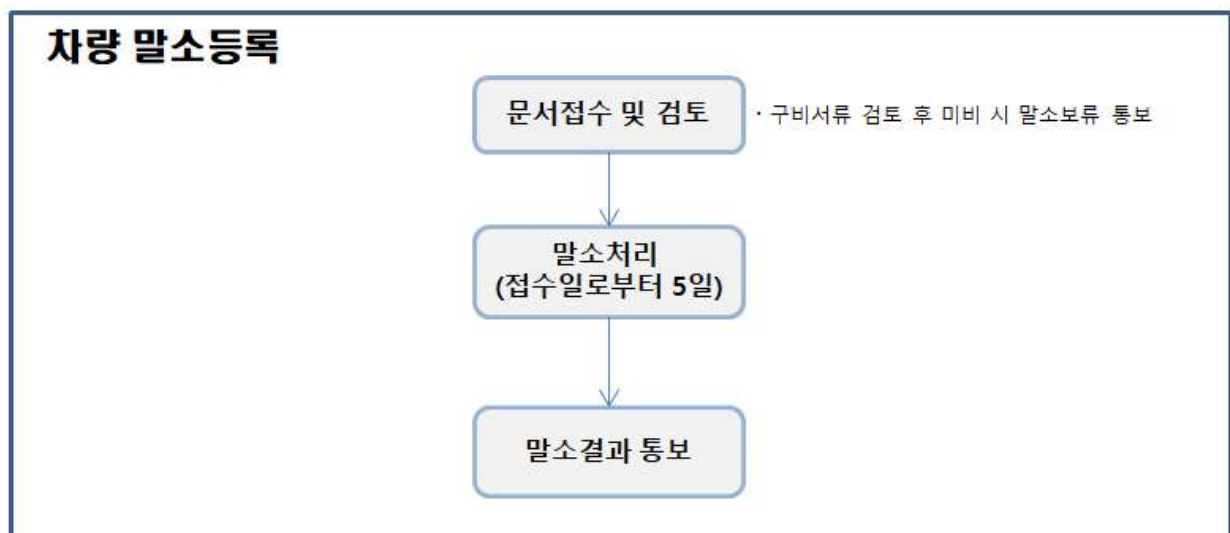 차량 말소등록
문서접수 및 검토
· 구비서류 검토 후 미비 시 말소보류 통보
말소처리
(접수일로부터 5일)
말소결과 통보